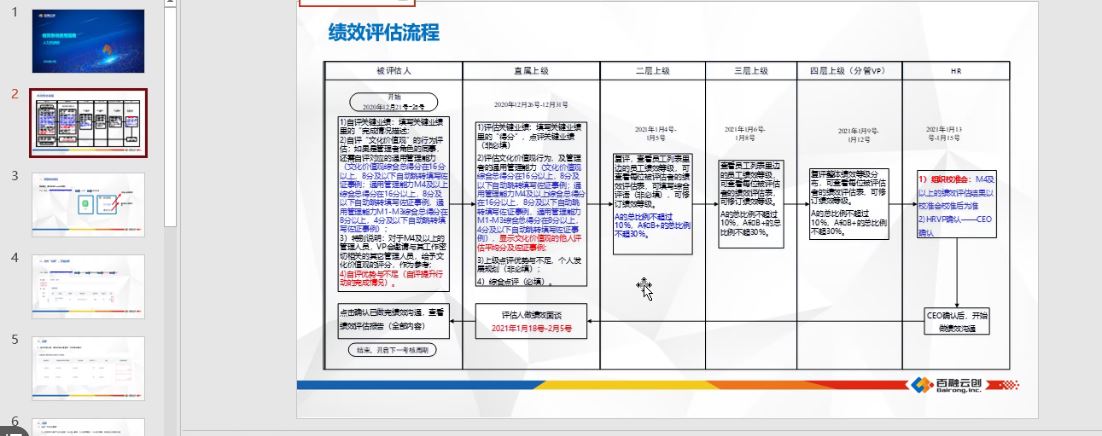 1
2
3
4
5
6
绩效评估流程
被评估人
直属上级
二层上级
三层上级
四层上级（分管VP）
HR
开始
2020年12月21号-25号
1)自评关键业绩：填写关键业绩
里的“完成情况描述；
2)自评“文化价值观”的行为评
估；如果是管理者角色的同事，
还需自评对应的通用管理能力
（文化价值观综合总得分在16分
以上，8分及以下自动跳转填写佐
证事例；通用管理能力M4及以上
综合总得分在16分以上，8分及
以下自动跳转填写佐证事例，通
用管理能力M1-M3综合总得分在
8分以上，4分及以下自动跳转填
写佐证事例）；
3）特别说明：对于M4及以上的
管理人员，VP会邀请与其工作密
切相关的其它管理人员，给予文
化价值观的评分，作为参考；
4)自评优势与不足（自评提升行
动的完成情况）。
2020年12月26号-12月31号
1)评估关键业绩：填写关键业绩
里的“得分”，点评关键业绩
（非必填）
2)评估文化价值观行为，及管理
者的通用管理能力（文化价值观
综合总得分在16分以上，8分及
以下自动跳转填写佐证事例；通
用管理能力M4及以上综合总得分
在16分以上，8分及以下自动跳转
填写佐证事例，通用管理能力
M1-M3综合总得分在8分以上，
4分及以下自动跳转填写佐证事
例），显示文化价值观的他人评
估平均分及佐证事例；
3)上级点评优势与不足，个人发
展规划（非必填）；
4）综合点评（必填）。
2021年1月4号-
1月5号
复评，查看员工列表里
边的员工绩效等级，可
查看每位被评估者的绩
效评估表，可填写综合
评语（非必填），可修
订绩效等级。
A的总比例不超过
10%，A和B+的总比例
不超30%。
2021年1月6号-
1月8号
查看员工列表里边
的员工绩效等级，
可查看每位被评估
者的绩效评估表，
可修订绩效等级。
A的总比例不超过
10%，A和B+的总
比例不超30%。
2021年1月9号-
1月12号
复评整体绩效等级分
布，可查看每位被评估
者的绩效评估表，可修
订绩效等级。
A的总比例不超过
10%，A和B+的总比例
不超30%。
2021年1月13
号-1月15号
1）组织校准会：M4及
以上的绩效评估结果以
校准会校准后为准
2)HRVP确认——CEO
确认
点击确认已做完绩效沟通，查看
绩效评估报告（全部内容）
评估人做绩效面谈
2021年1月18号-2月5号
CEO确认后，开始
做绩效沟通
结束，开启下一考核周期
百融云创
Bairong,Inc.